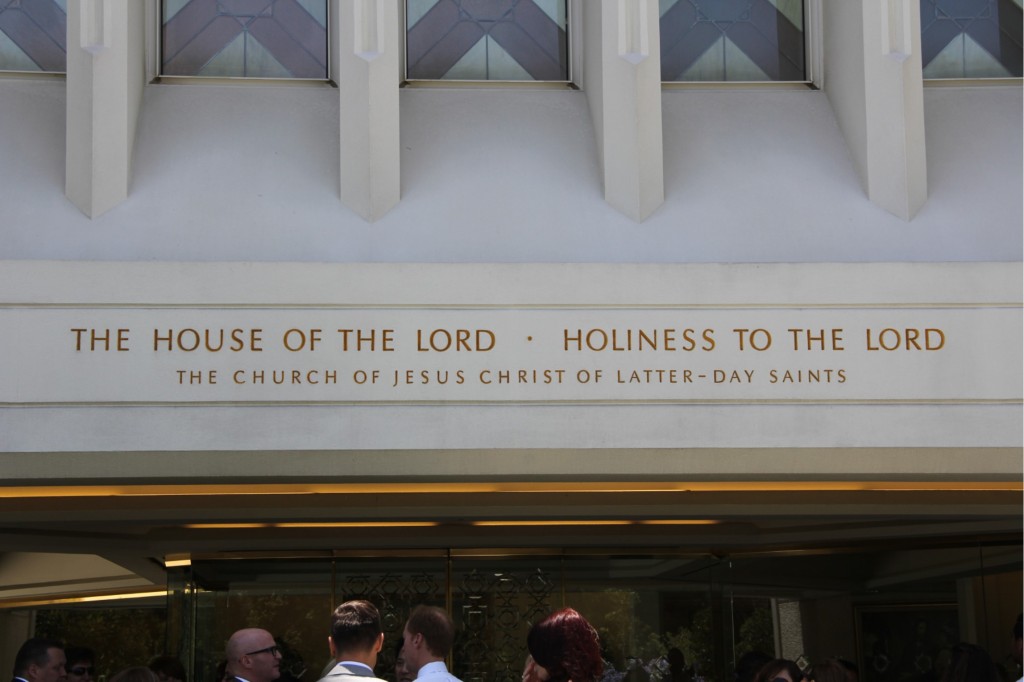 THE HOUSE OF THE LORD · HOLINESS TO THE LORD
THE CHURCH OF JESUS CHRIST OF LATTER-DAY SAINTS